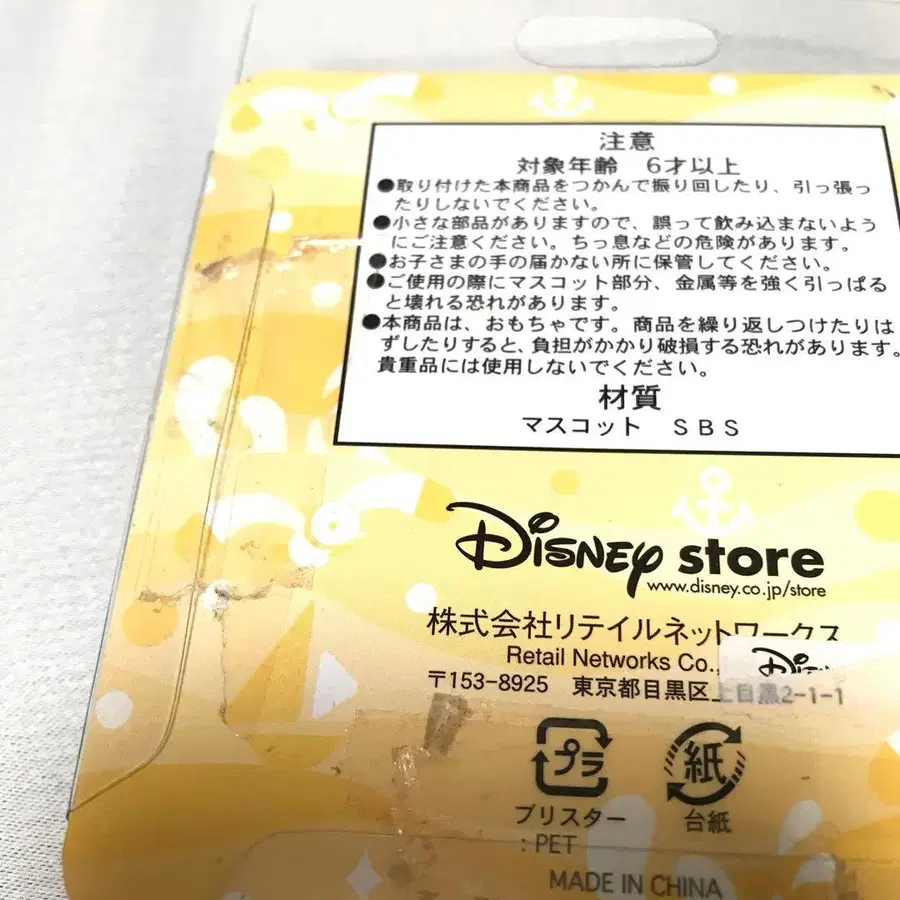 注意
対象年齢　6才以上
●取り付けた本商品をつかんで振り回したり、引っ張っ
たりしないでください。
●小さな部品がありますので、誤って飲み込まないよう
にご注意ください。ちっ息などの危険があります。
●お子さまの手の届かない所に保管してください。
●ご使用の際にマスコット部分、金属等を強く引っぱる
と壊れる恐れがあります。
●本商品は、おもちゃです。商品を繰り返しつけたりは
ずしたりすると、負担がかかり破損する恐れがあります。
貴重品には使用しないでください。
材質
マスコット　SBS
Disney store
www.disney.co.jp/store
株式会社リテイルネットワークス
Retail Networks Co.,
〒153-8925　東京都目黒区上目黒2-1-1
プラ
紙
ブリスター
台紙
: PET
MADE IN CHINA